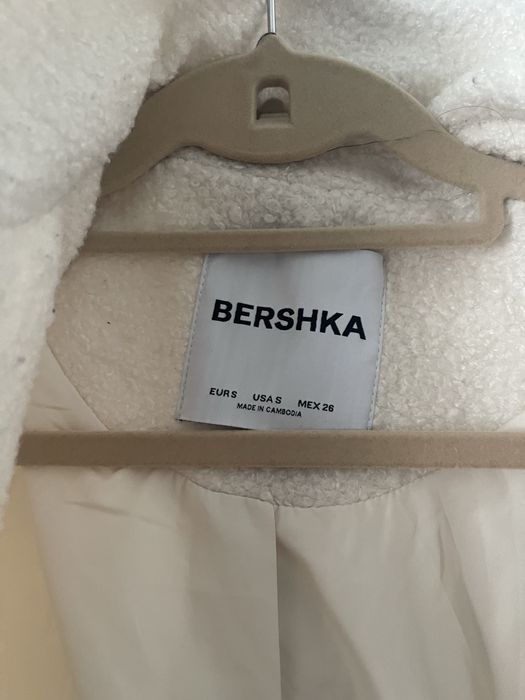 BERSHKA
EUR S USA S MEX 26
MADE IN CAMBODIA